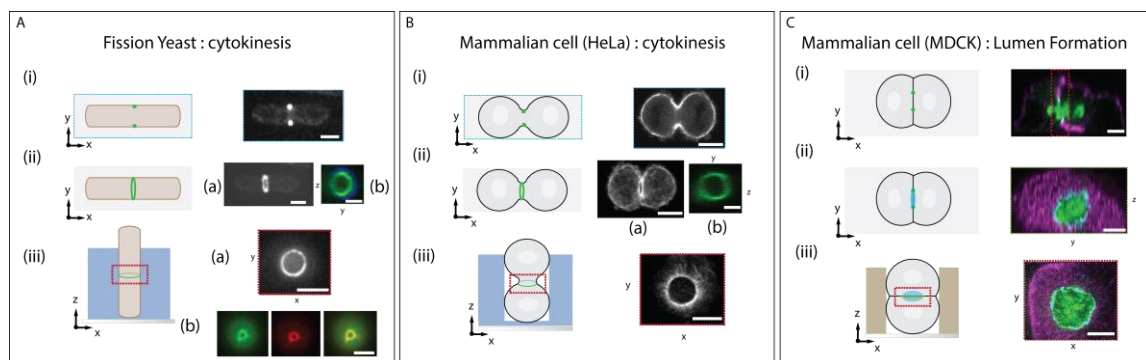 A
Fission Yeast : cytokinesis
(i)
y
x
(ii)
y
x
(a)
z
y
(b)
(iii)
z
x
(a)
y
x
(b)
B
Mammalian cell (HeLa) : cytokinesis
(i)
y
x
(ii)
y
x
(a)
y
z
(b)
(iii)
z
x
y
x
C
Mammalian cell (MDCK) : Lumen Formation
(i)
y
x
(ii)
y
x
z
y
(iii)
z
x
y
x